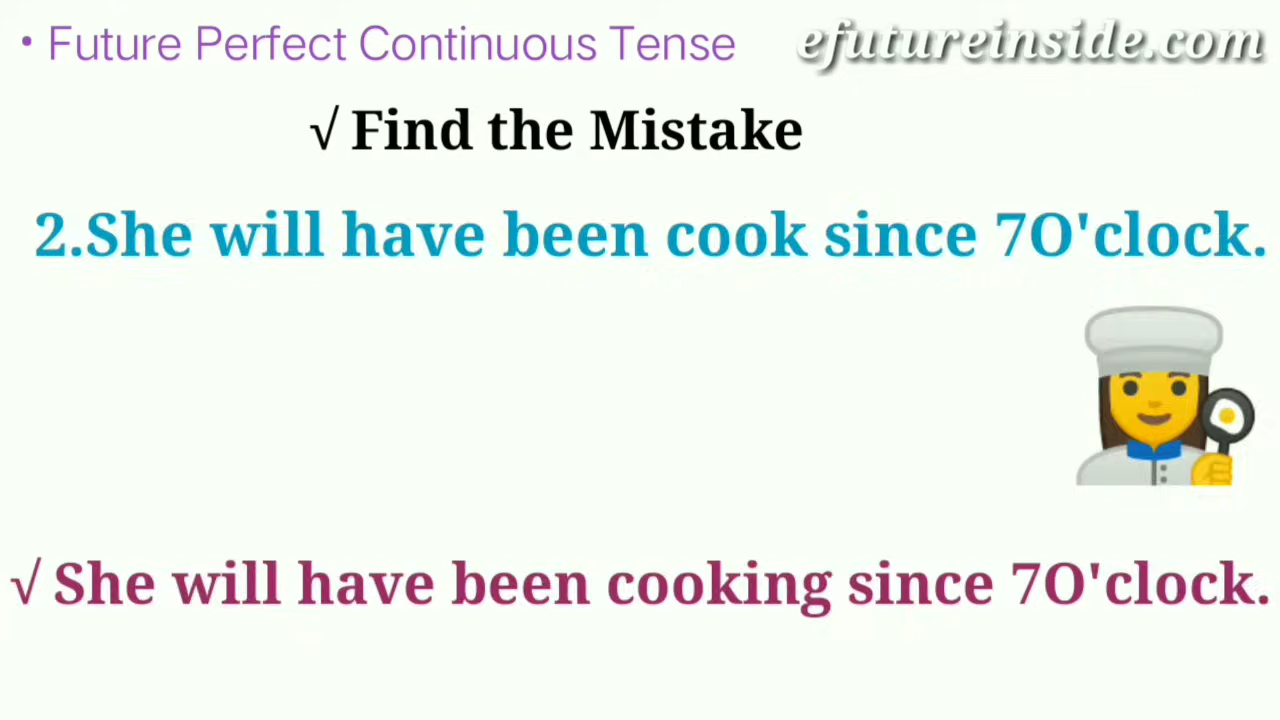 • Future Perfect Continuous Tense
efutureinside.com
√ Find the Mistake
2.She will have been cook since 7O'clock.
√ She will have been cooking since 7O'clock.